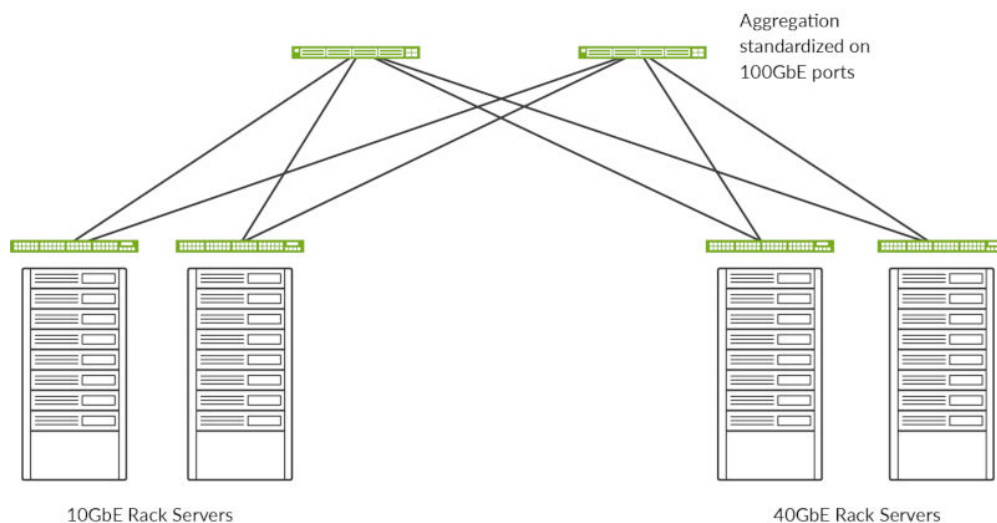 Aggregation
standardized on
100GbE ports
10GbE Rack Servers
40GbE Rack Servers